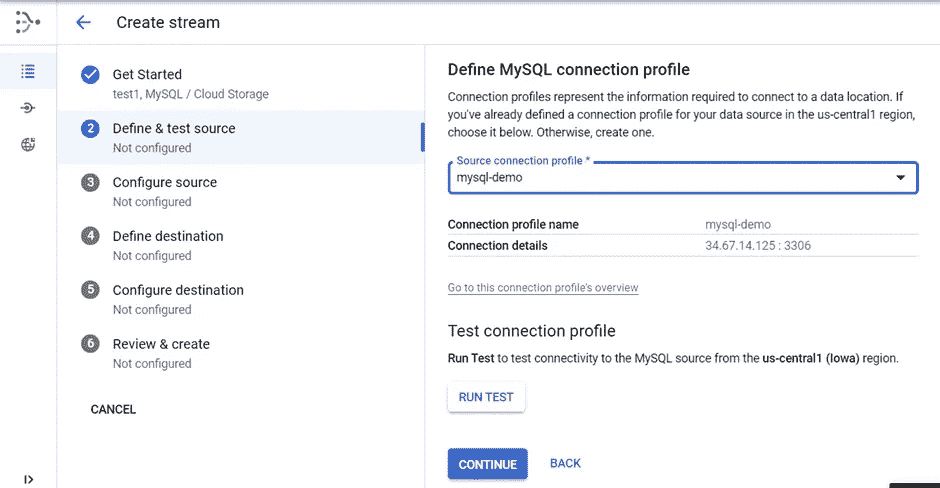 Create stream
Get Started
test1, MySQL / Cloud Storage
2
Define & test source
Not configured
3
Configure source
Not configured
4
Define destination
Not configured
5
Configure destination
Not configured
6
Review & create
Not configured
CANCEL
Define MySQL connection profile
Connection profiles represent the information required to connect to a data location. If
you've already defined a connection profile for your data source in the us-central1 region,
choose it below. Otherwise, create one.
Source connection profile *
mysql-demo
Connection profile name mysql-demo
Connection details 34.67.14.125 : 3306
Go to this connection profile's overview
Test connection profile
Run Test to test connectivity to the MySQL source from the us-central1 (Iowa) region.
RUN TEST
CONTINUE BACK